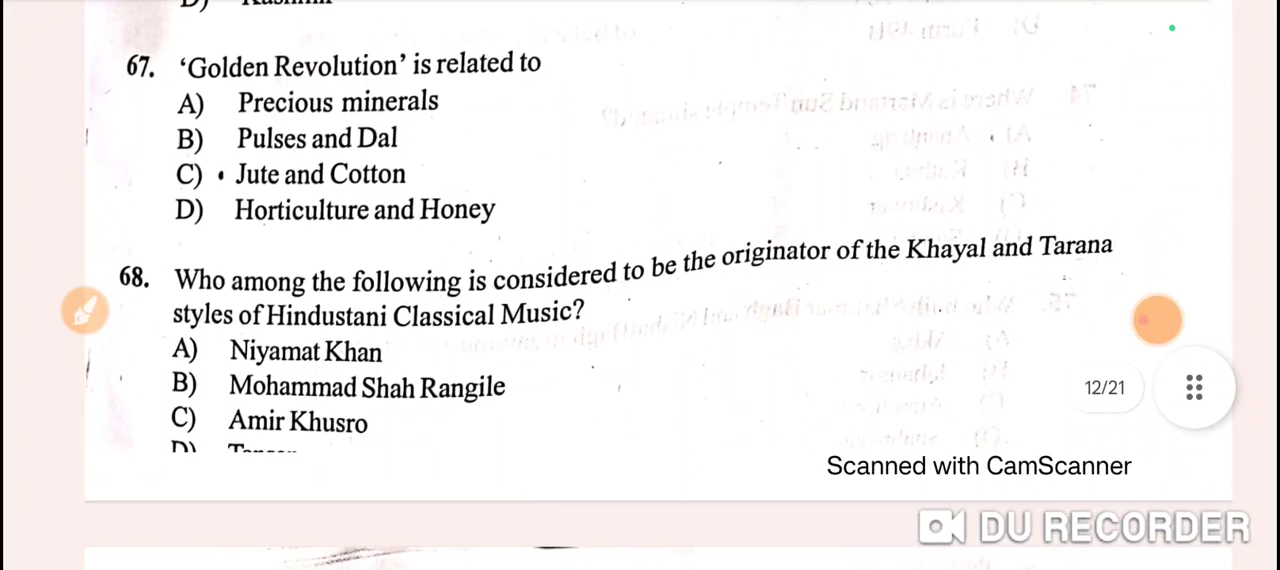 67. ‘Golden Revolution’ is related to
A) Precious minerals
B) Pulses and Dal
C) • Jute and Cotton
D) Horticulture and Honey
68. Who among the following is considered to be the originator of the Khayal and Tarana
styles of Hindustani Classical Music?
A) Niyamat Khan
B) Mohammad Shah Rangile
C) Amir Khusro
D)
12/21
Scanned with CamScanner
DU RECORDER